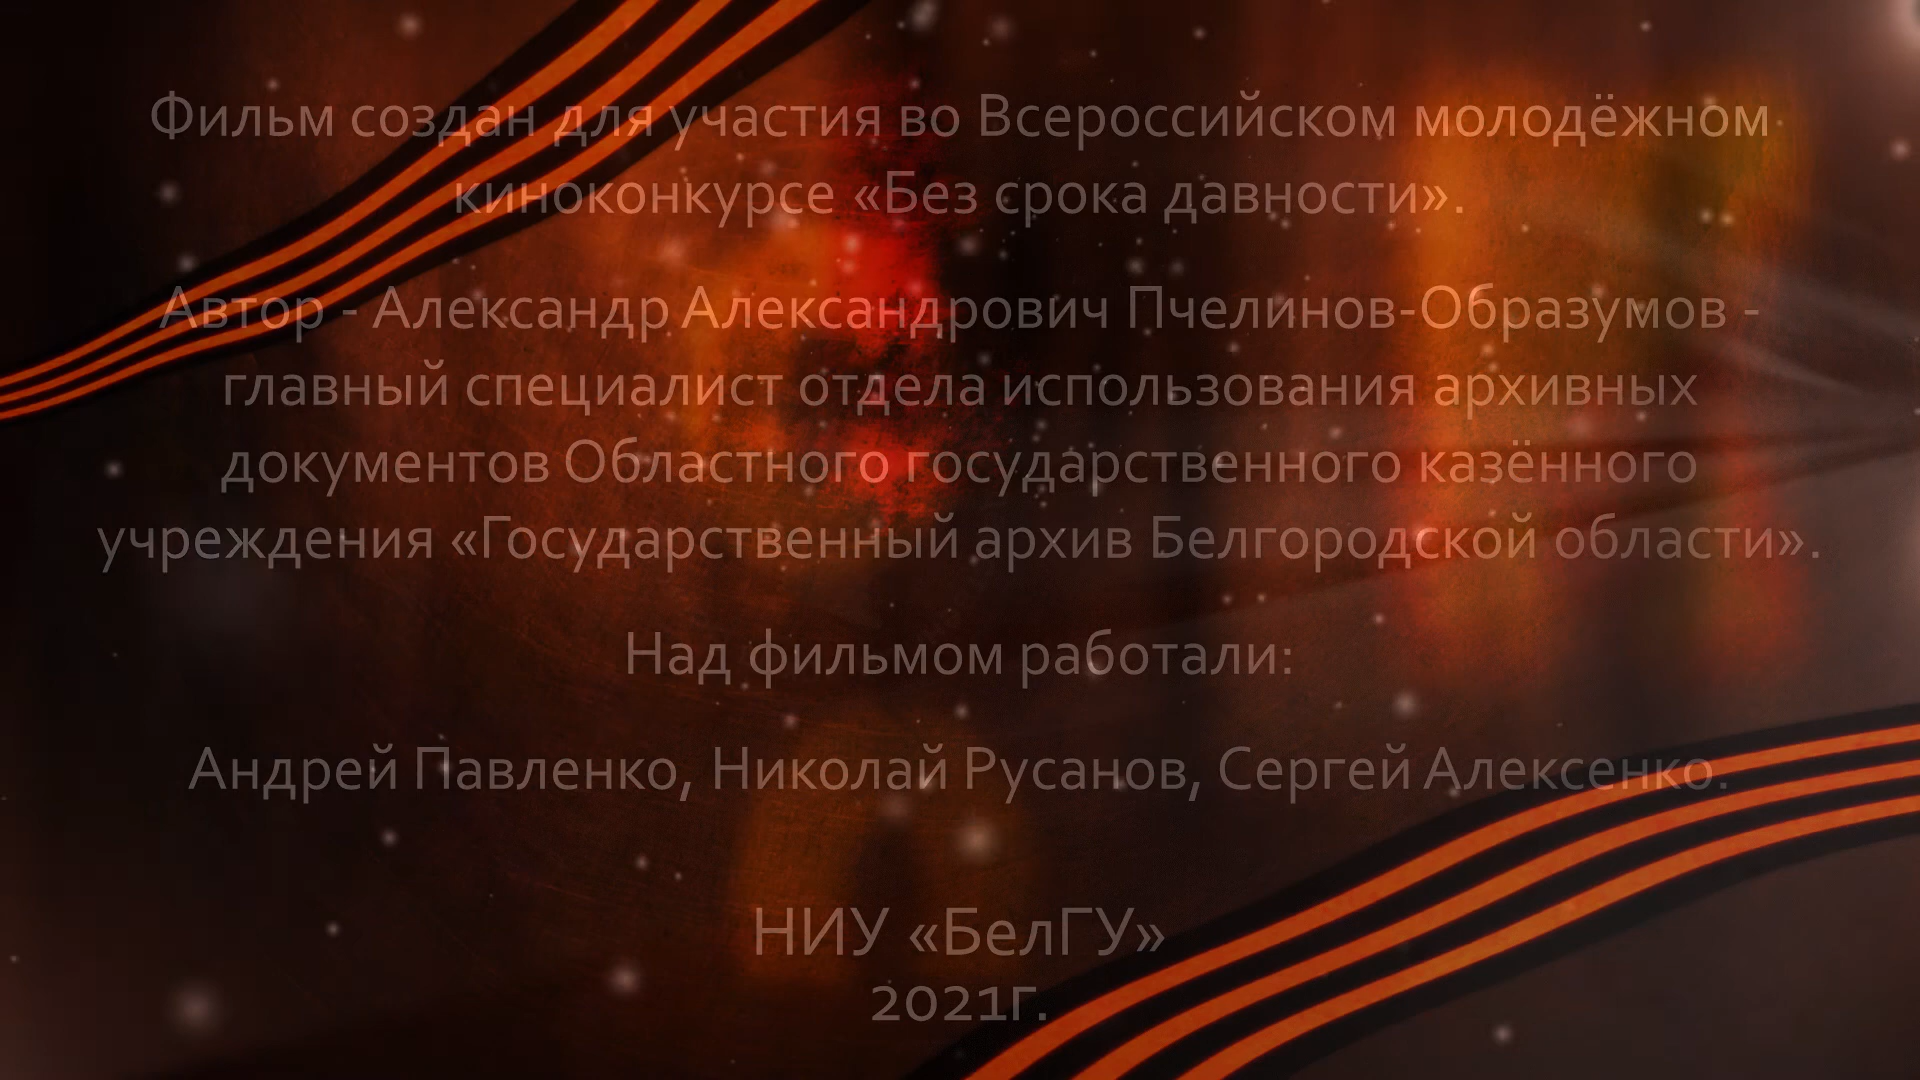 Фильм создан для участия во Всероссийском молодёжном
киноконкурсе «Без срока давности».
Автор - Александр Александрович Пчелинов-Образумов -
главный специалист отдела использования архивных
документов Областного государственного казённого
учреждения «Государственный архив Белгородской области».
Над фильмом работали:
Андрей Павленко, Николай Русанов, Сергей Алексенко.
НИУ «БелГУ»
2021г.